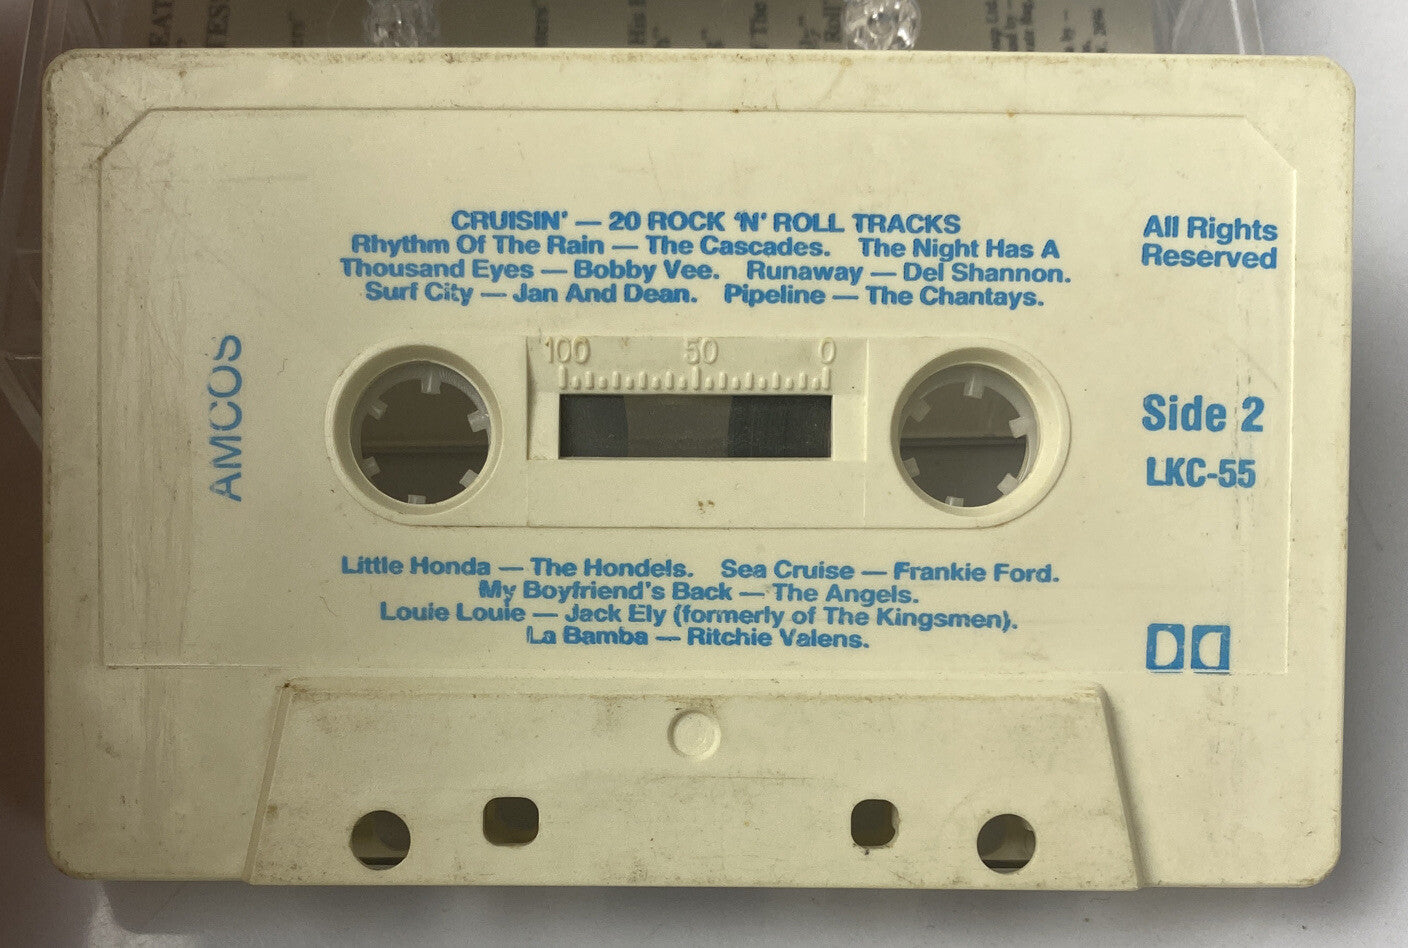 CRUISIN' — 20 ROCK 'N' ROLL TRACKS
Rhythm Of The Rain — The Cascades. The Night Has A
Thousand Eyes — Bobby Vee. Runaway — Del Shannon.
Surf City — Jan And Dean. Pipeline — The Chantays.
All Rights
Reserved
AMCOS
100 50 0
Side 2
LKC-55
Little Honda — The Hondels. Sea Cruise — Frankie Ford.
My Boyfriend's Back — The Angels.
Louie Louie — Jack Ely (formerly of The Kingsmen).
La Bamba — Ritchie Valens.